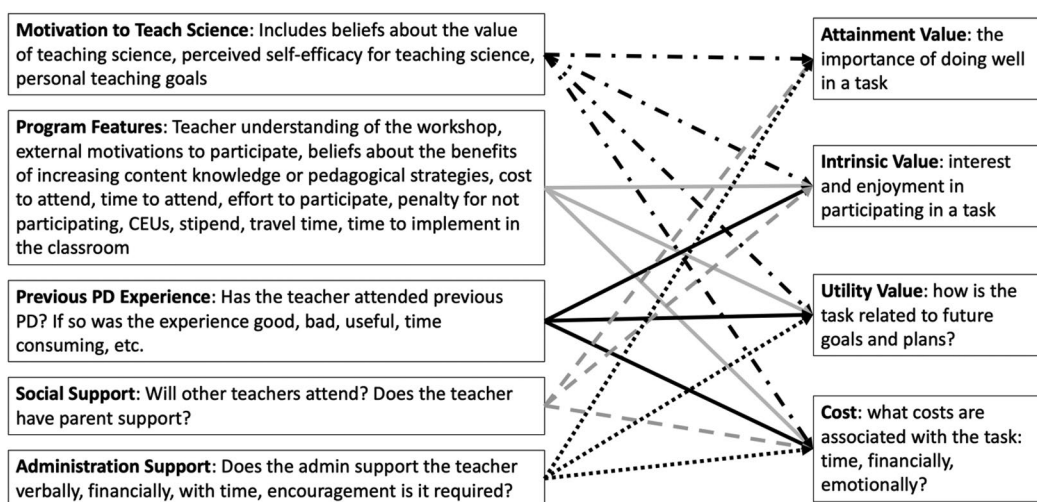 Motivation to Teach Science: Includes beliefs about the value
of teaching science, perceived self-efficacy for teaching science,
personal teaching goals
Program Features: Teacher understanding of the workshop,
external motivations to participate, beliefs about the benefits
of increasing content knowledge or pedagogical strategies, cost
to attend, time to attend, effort to participate, penalty for not
participating, CEUs, stipend, travel time, time to implement in
the classroom
Previous PD Experience: Has the teacher attended previous
PD? If so was the experience good, bad, useful, time
consuming, etc.
Social Support: Will other teachers attend? Does the teacher
have parent support?
Administration Support: Does the admin support the teacher
verbally, financially, with time, encouragement is it required?
Attainment Value: the
importance of doing well
in a task
Intrinsic Value: interest
and enjoyment in
participating in a task
Utility Value: how is the
task related to future
goals and plans?
Cost: what costs are
associated with the task:
time, financially,
emotionally?